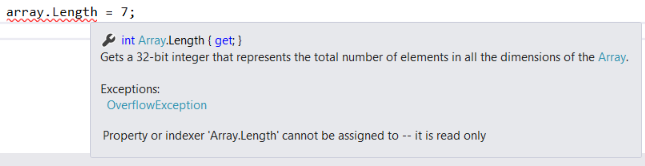 array.Length = 7;
int Array.Length { get; }
Gets a 32-bit integer that represents the total number of elements in all the dimensions of the Array.
Exceptions:
OverflowException
Property or indexer 'Array.Length' cannot be assigned to -- it is read only